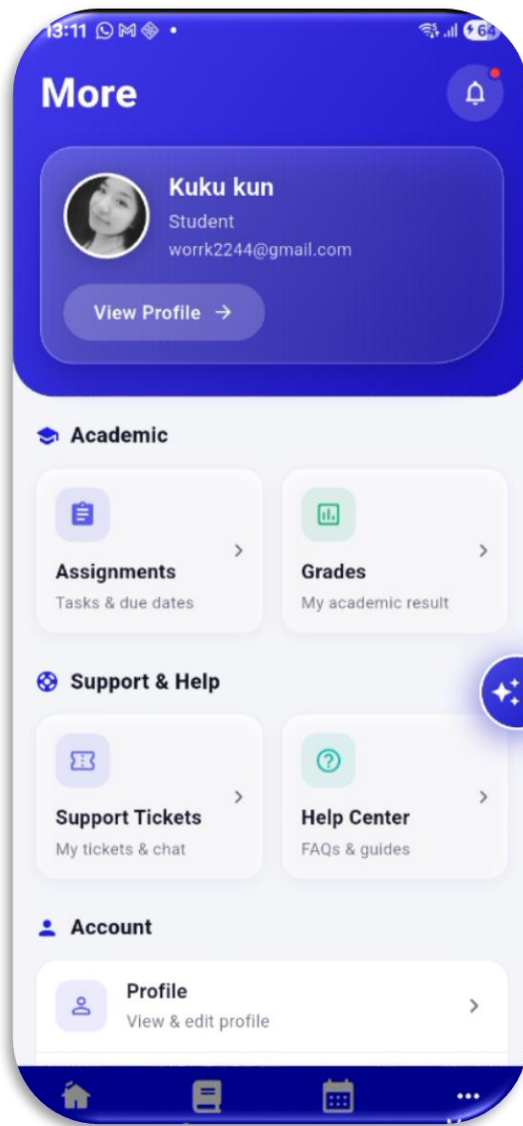 13:11
64
More
Kuku kun
Student
worrk2244@gmail.com
View Profile
Academic
Assignments
Tasks & due dates
Grades
My academic result
Support & Help
Support Tickets
My tickets & chat
Help Center
FAQs & guides
Account
Profile
View & edit profile